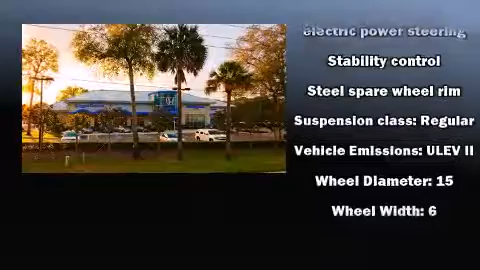 electric power steering
Stability control
Steel spare wheel rim
Suspension class: Regular
Vehicle Emissions: ULEV II
Wheel Diameter: 15
Wheel Width: 6